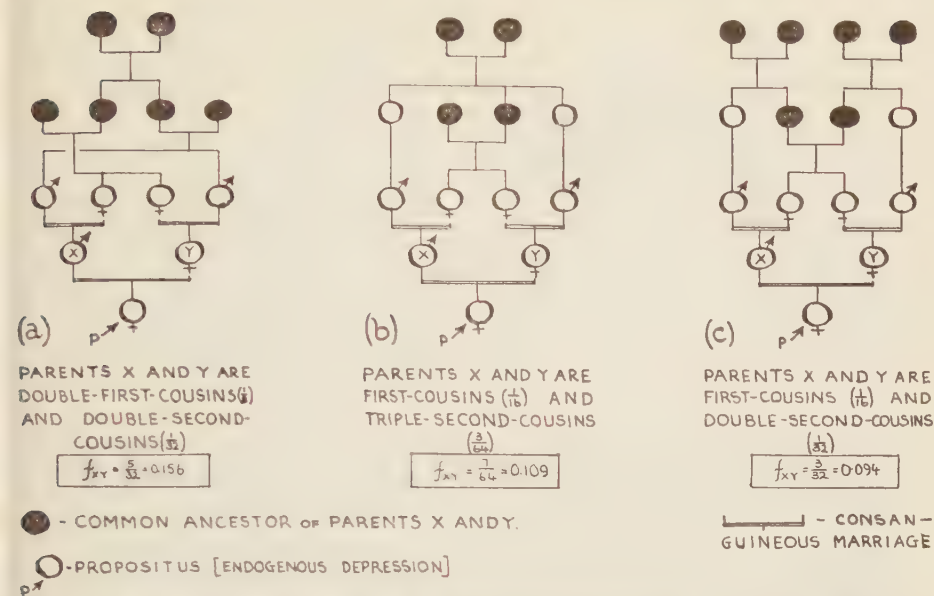 X
Y
(a)
P
PARENTS X AND Y ARE
DOUBLE-FIRST-COUSINS (⅛)
AND DOUBLE-SECOND-
COUSINS (1/32)
f_XY = 5/32 = 0.156
X
Y
(b)
P
PARENTS X AND Y ARE
FIRST-COUSINS (1/16) AND
TRIPLE-SECOND-COUSINS
(3/64)
f_XY = 7/64 = 0.109
X
Y
(c)
P
PARENTS X AND Y ARE
FIRST-COUSINS (1/16) AND
DOUBLE-SECOND-COUSINS
(1/32)
f_XY = 3/32 = 0.094
- COMMON ANCESTOR OF PARENTS X AND Y.
P
-PROPOSITUS [ENDOGENOUS DEPRESSION]
- CONSAN-
GUINEOUS MARRIAGE